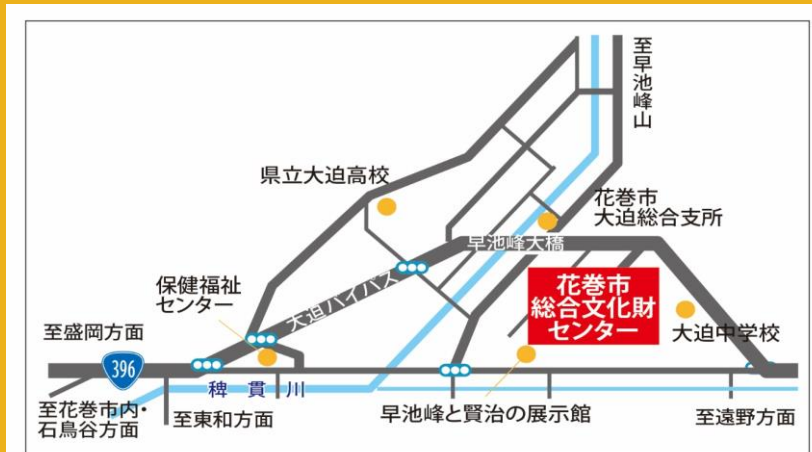 至早池峰山
県立大迫高校
花巻市
大迫総合支所
早池峰大橋
保健福祉
センター
大迫バイパス
花巻市
総合文化財
センター
至盛岡方面
大迫中学校
396
稗貫川
至花巻市内・
石鳥谷方面
至東和方面
早池峰と賢治の展示館
至遠野方面